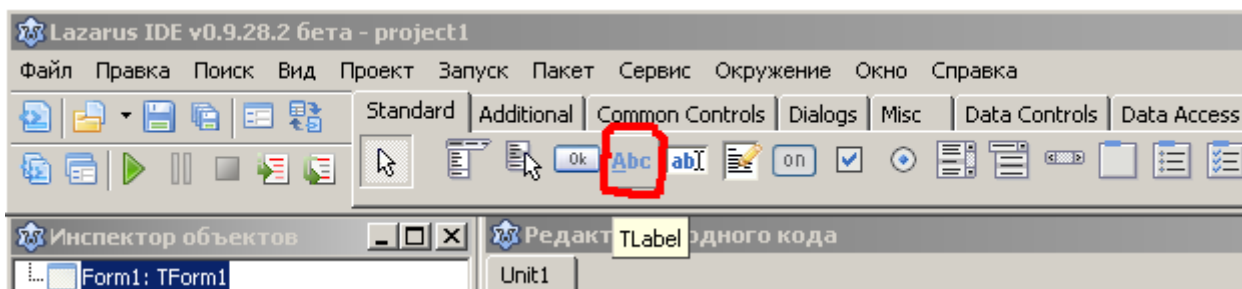 Lazarus IDE v0.9.28.2 бета - project1
Файл Правка Поиск Вид Проект Запуск Пакет Сервис Окружение Окно Справка
Standard Additional Common Controls Dialogs Misc Data Controls Data Access
Ok Abc abI on
TLabel
Инспектор объектов
Редакт дного кода
Form1: TForm1
Unit1